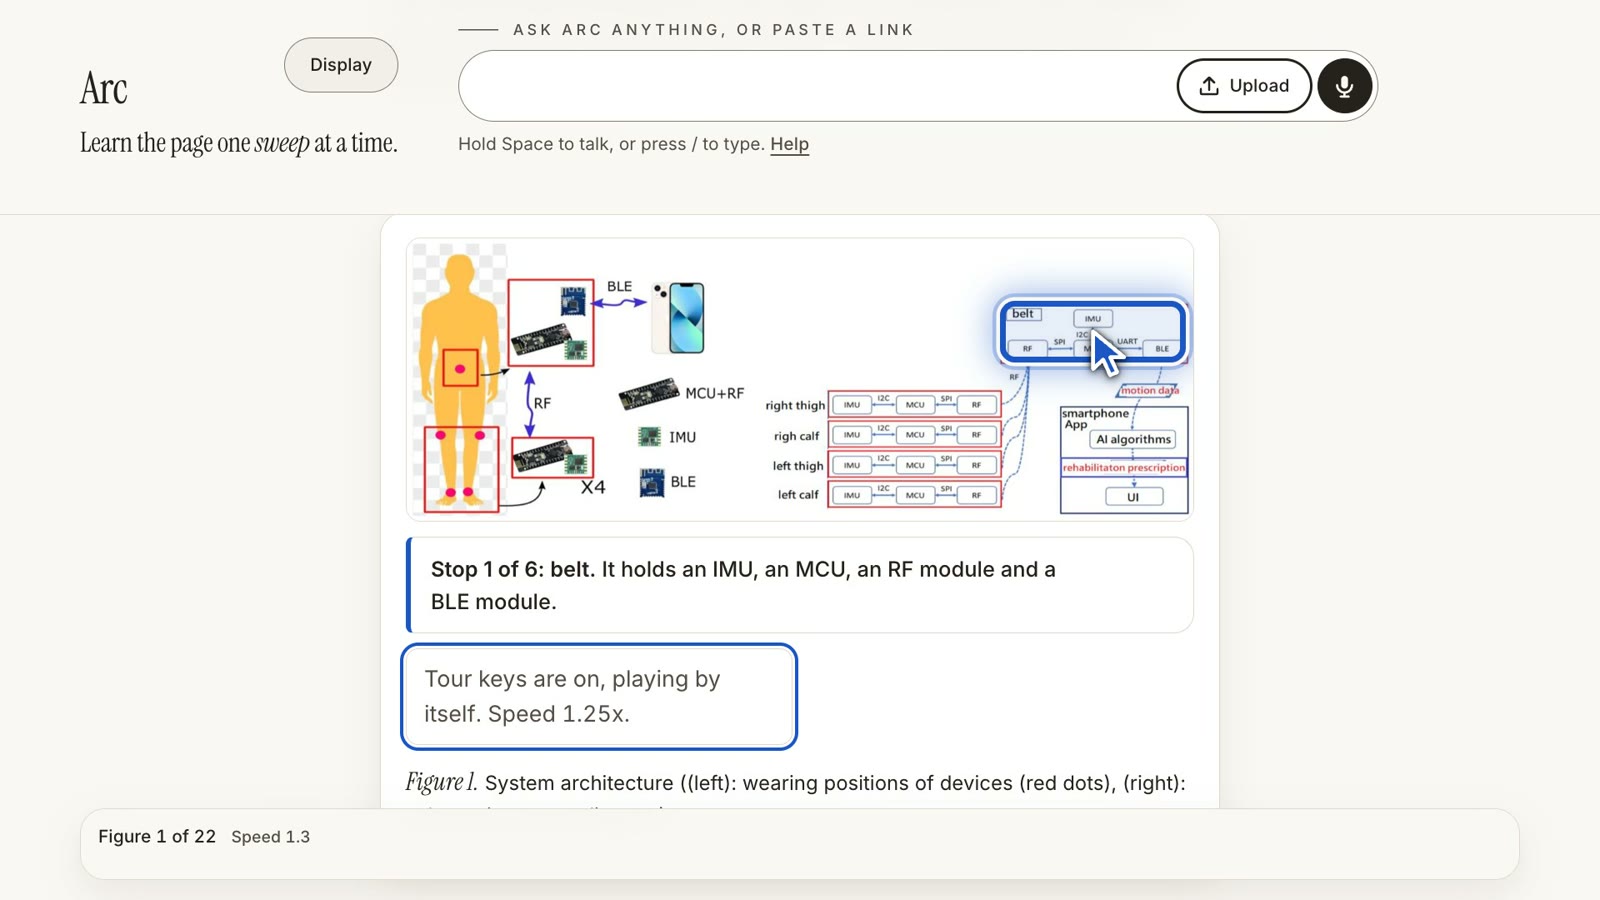 ASK ARC ANYTHING, OR PASTE A LINK
Display
Arc
Upload
Learn the page one sweep at a time.
Hold Space to talk, or press / to type. Help
BLE
RF
X4
MCU+RF
IMU
BLE
belt
IMU
I2C
RF SPI UART BLE
RF
motion data
right thigh IMU I2C MCU SPI RF
righ calf IMU I2C MCU SPI RF
left thigh IMU I2C MCU SPI RF
left calf IMU I2C MCU SPI RF
smartphone
App
AI algorithms
rehabilitaton prescription
UI
Stop 1 of 6: belt. It holds an IMU, an MCU, an RF module and a
BLE module.
Tour keys are on, playing by
itself. Speed 1.25x.
Figure 1. System architecture ((left): wearing positions of devices (red dots), (right):
Figure 1 of 22 Speed 1.3